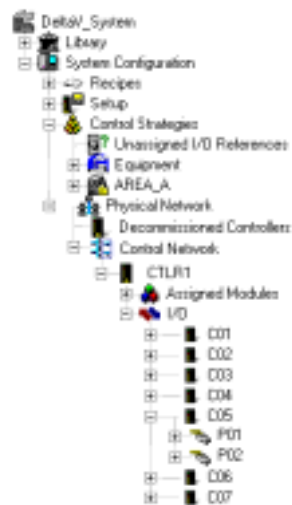 DeltaV_System
Library
System Configuration
Recipes
Setup
Control Strategies
Unassigned I/O References
Equipment
AREA_A
Physical Network
Decommissioned Controllers
Control Network
CTLR1
Assigned Modules
I/O
C01
C02
C03
C04
C05
P01
P02
C06
C07